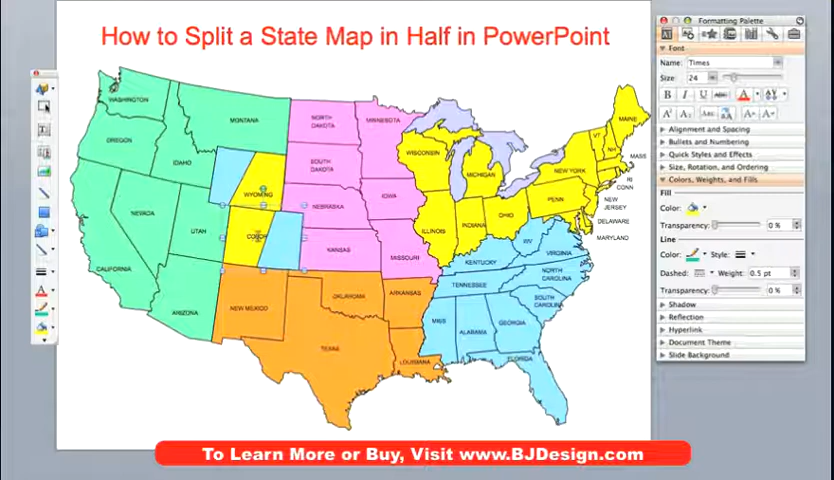 How to Split a State Map in Half in PowerPoint
WASHINGTON
OREGON
IDAHO
MONTANA
NORTH
DAKOTA
SOUTH
DAKOTA
MINNESOTA
WISCONSIN
MICHIGAN
NEW YORK
VT
NH
MAINE
MASS
RI
CONN
NEW
JERSEY
DELAWARE
MARYLAND
PENN
WYOMING
NEBRASKA
IOWA
ILLINOIS
INDIANA
OHIO
WV
VIRGINIA
NEVADA
UTAH
KANSAS
MISSOURI
KENTUCKY
NORTH
CAROLINA
CALIFORNIA
ARIZONA
NEW MEXICO
OKLAHOMA
ARKANSAS
TENNESSEE
SOUTH
CAROLINA
TEXAS
LOUISIANA
MISS
ALABAMA
GEORGIA
FLORIDA
Formatting Palette
Font
Name: Times
Size: 24
B I U ABC A AV
Alignment and Spacing
Bullets and Numbering
Quick Styles and Effects
Size, Rotation, and Ordering
Colors, Weights, and Fills
Fill
Color:
Transparency: 0 %
Line
Color: Style:
Dashed: Weight: 0.5 pt
Transparency: 0 %
Shadow
Reflection
Hyperlink
Document Theme
Slide Background
To Learn More or Buy, Visit www.BJDesign.com